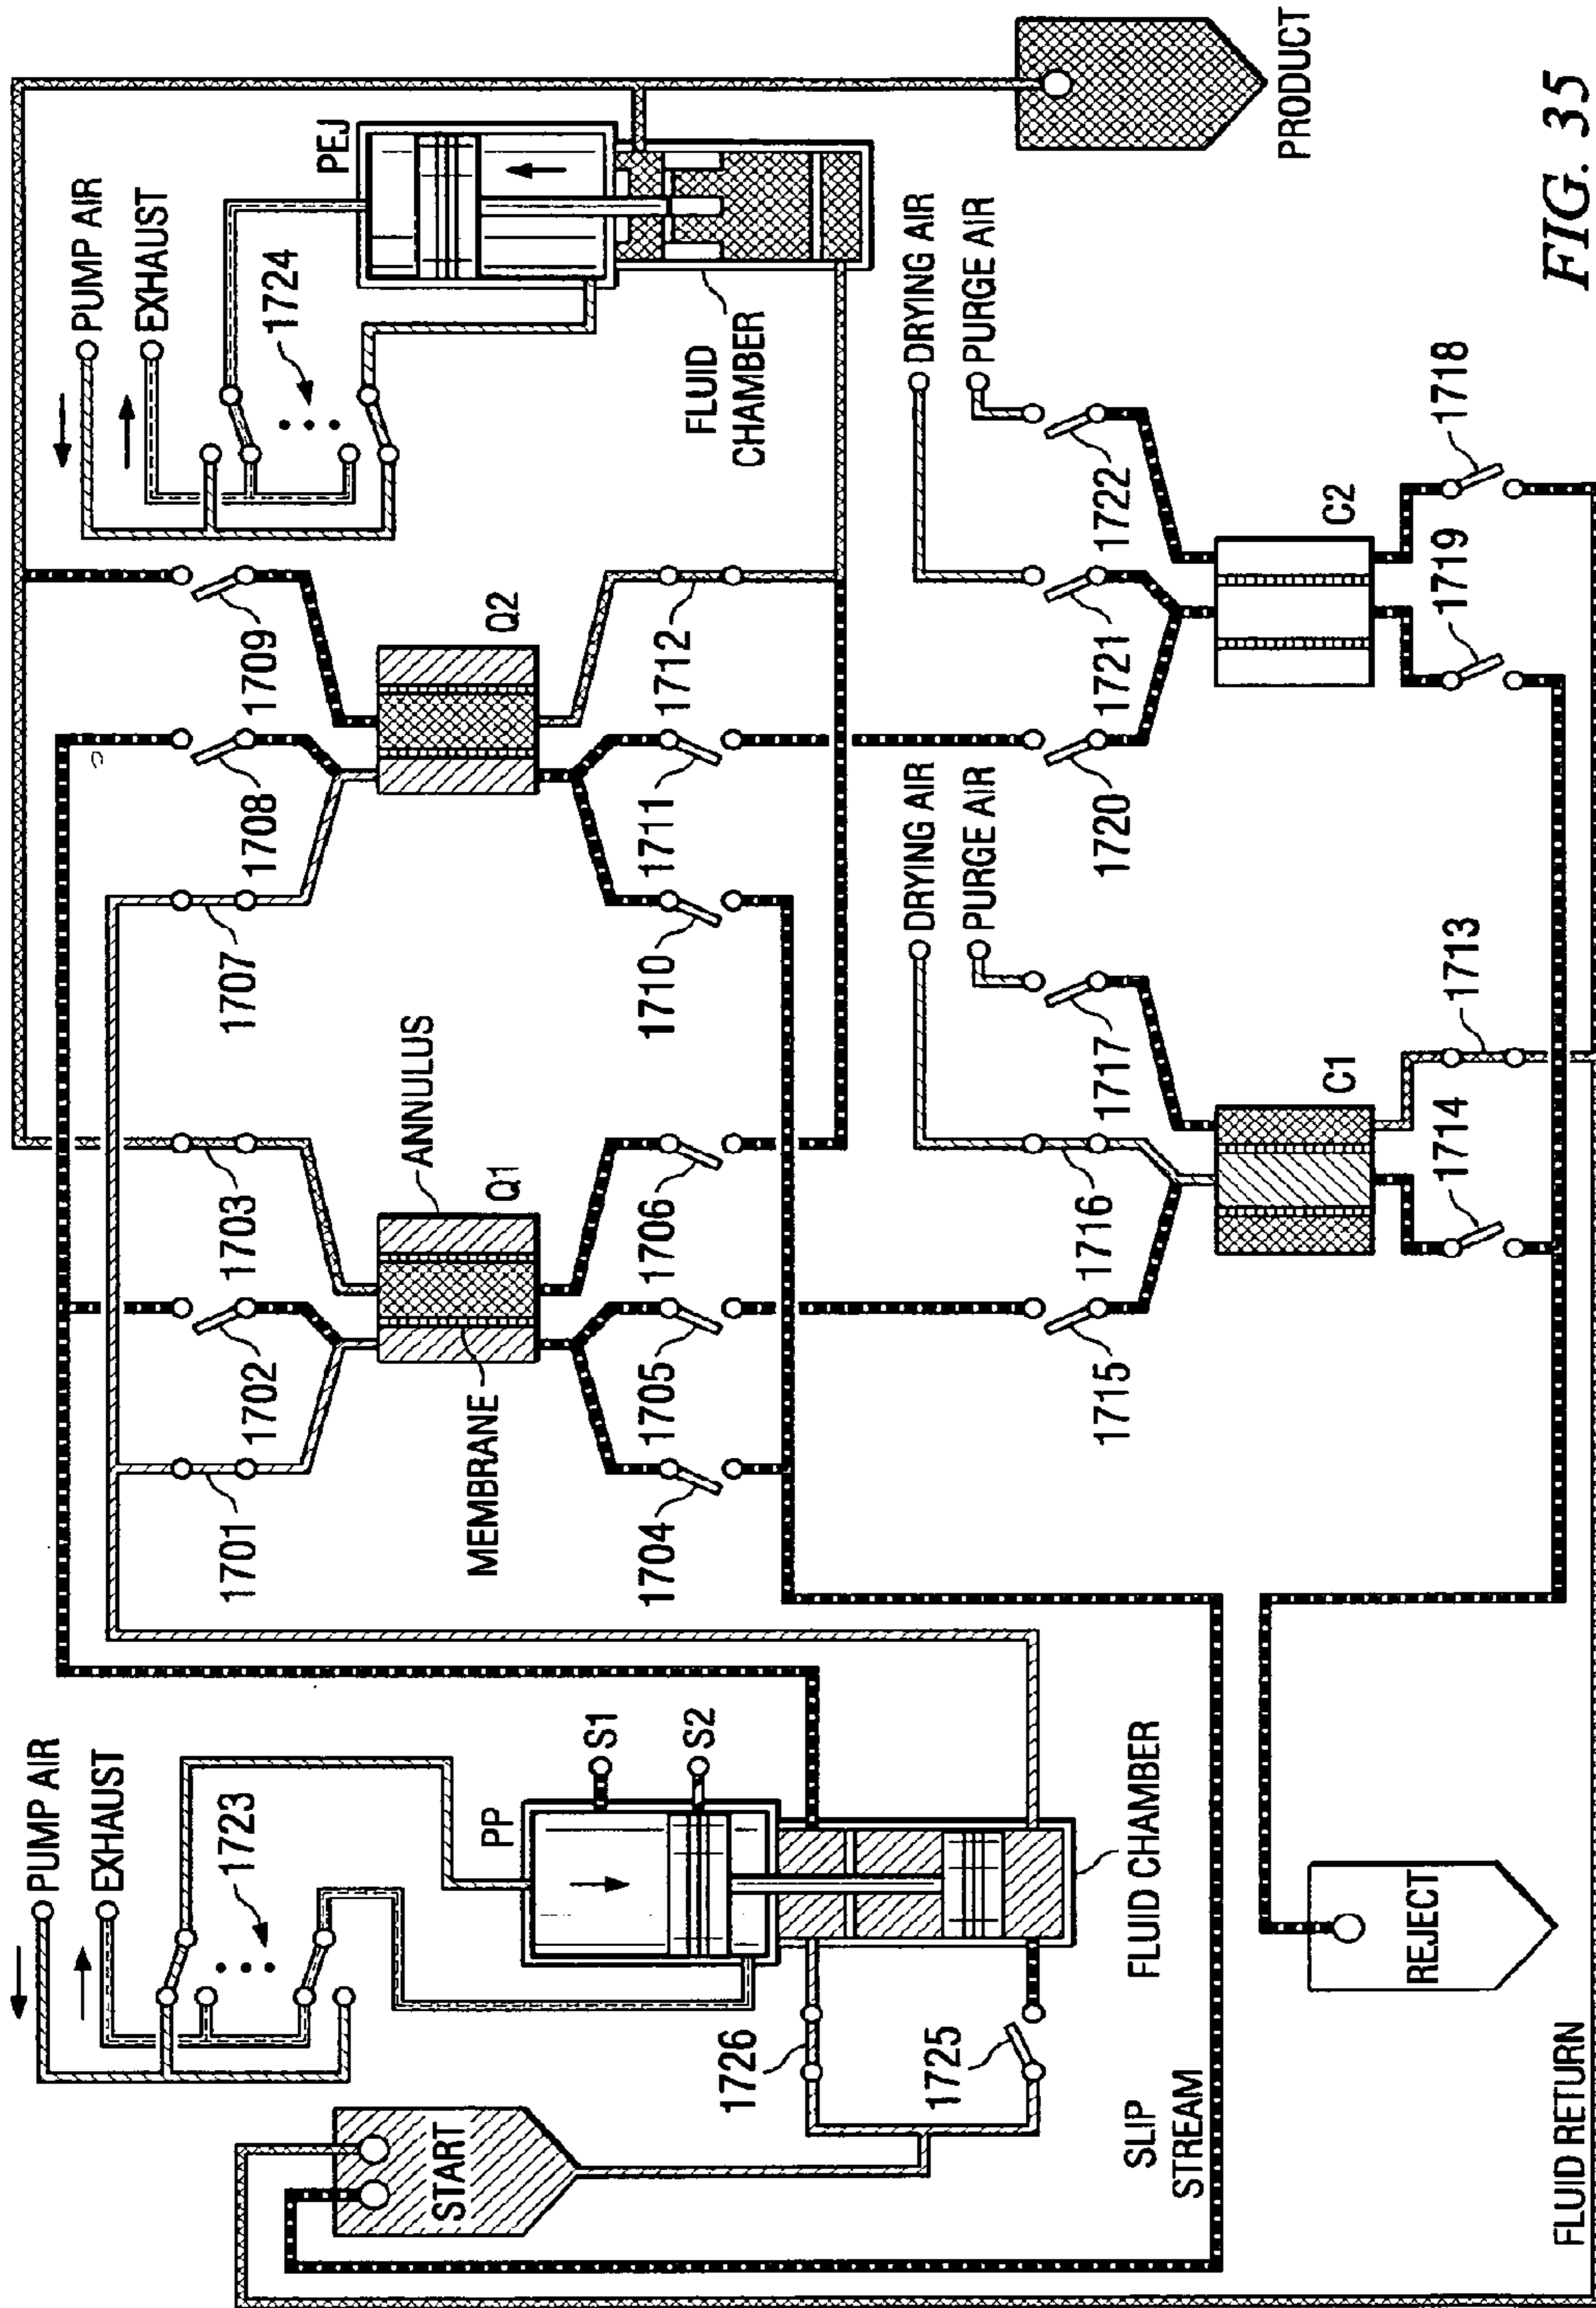 PUMP AIR
EXHAUST
1723
START
PP
S1
S2
1726
1725
FLUID CHAMBER
SLIP
STREAM
REJECT
FLUID RETURN
1701
1702
1703
ANNULUS
MEMBRANE
Q1
1704
1705
1706
1707
1708
1709
Q2
1710
1711
1712
PUMP AIR
EXHAUST
1724
PEJ
FLUID
CHAMBER
PRODUCT
DRYING AIR
PURGE AIR
1715
1716
1717
C1
1714
1713
DRYING AIR
PURGE AIR
1720
1721
1722
C2
1719
1718
FIG. 35